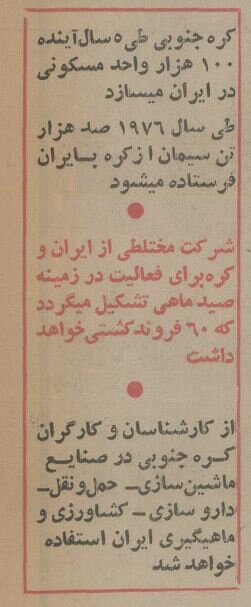 کره جنوبی طی ۵ سال آینده
۱۰۰ هزار واحد مسکونی
در ایران میسازد
طی سال ۱۹۷۶ صد هزار
تن سیمان از کره بایران
فرستاده میشود
شرکت مختلطی از ایران و
کره برای فعالیت در زمینه
صید ماهی تشکیل میگردد
که ۶۰ فروند کشتی خواهد
داشت
از کارشناسان و کارگران
کره جنوبی در صنایع
ماشین سازی ـ حمل و نقل ـ
دارو سازی ـ کشاورزی و
ماهیگیری ایران استفاده
خواهد شد